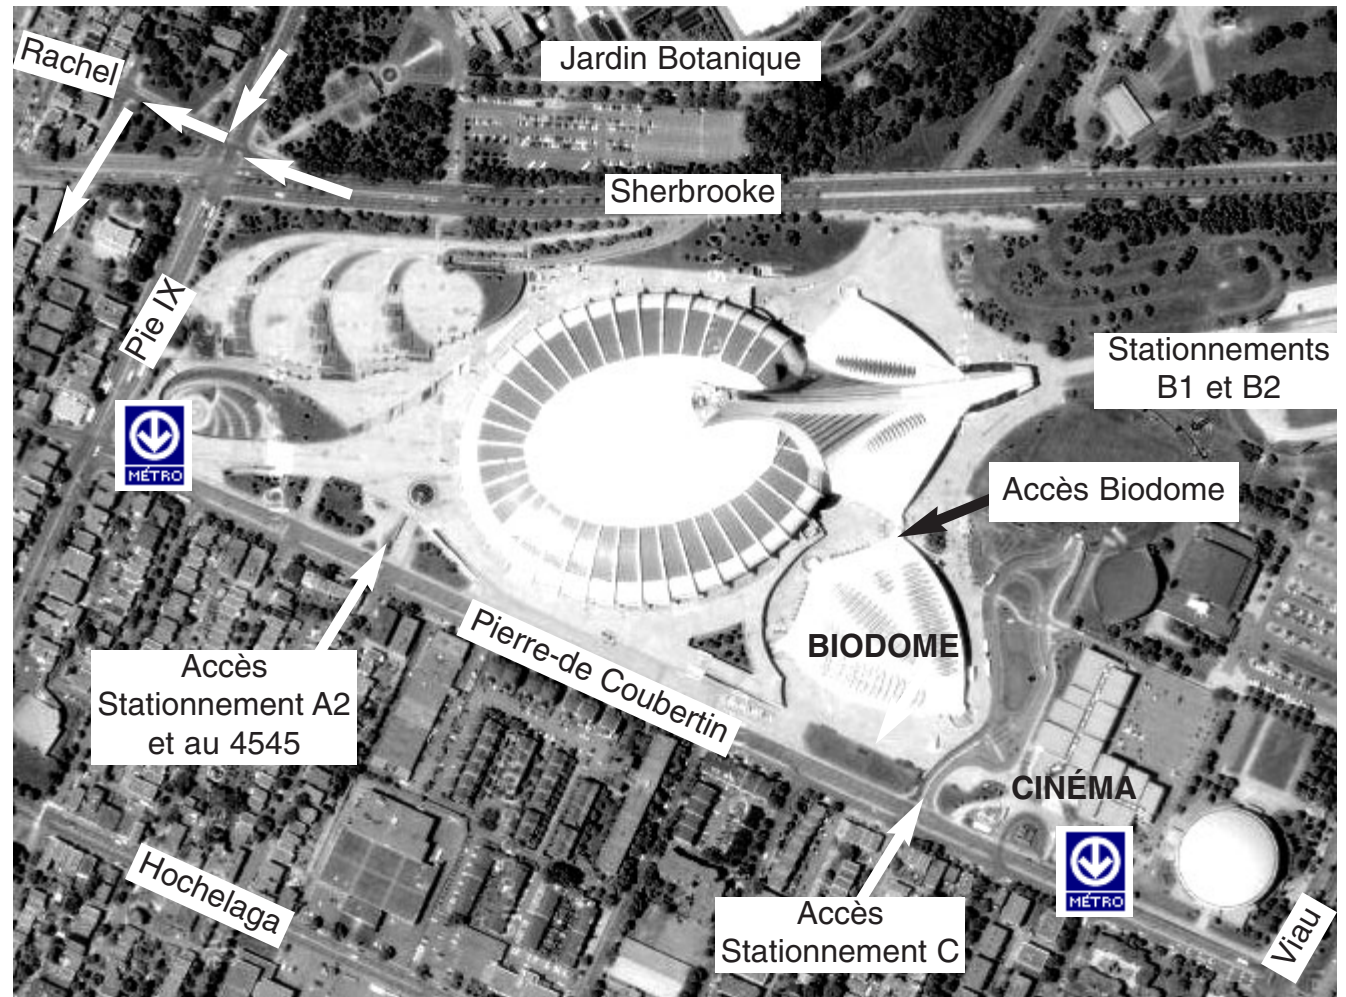 Rachel
Jardin Botanique
Sherbrooke
Pie IX
Stationnements
B1 et B2
MÉTRO
Accès Biodome
Pierre-de Coubertin
BIODOME
Accès
Stationnement A2
et au 4545
CINÉMA
Hochelaga
MÉTRO
Accès
Stationnement C
Viau